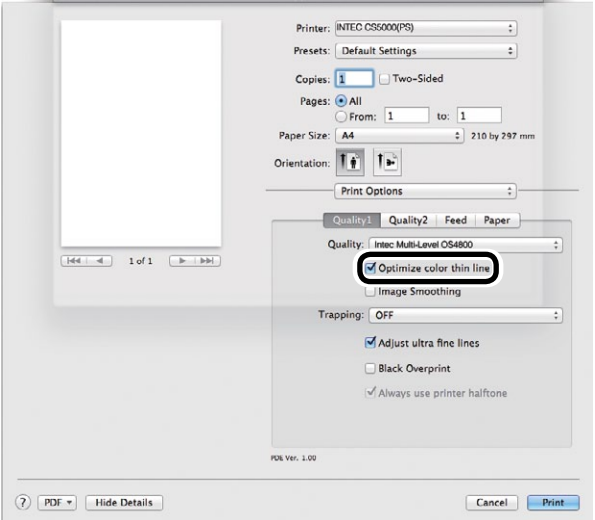 Printer: INTEC CS5000(PS)
Presets: Default Settings
Copies: 1 Two-Sided
Pages: All
From: 1 to: 1
Paper Size: A4 210 by 297 mm
Orientation:
Print Options
Quality1 Quality2 Feed Paper
Quality: Intec Multi-Level OS4800
1 of 1
Optimize color thin line
Image Smoothing
Trapping: OFF
Adjust ultra fine lines
Black Overprint
Always use printer halftone
PDE Ver. 1.00
? PDF Hide Details Cancel Print